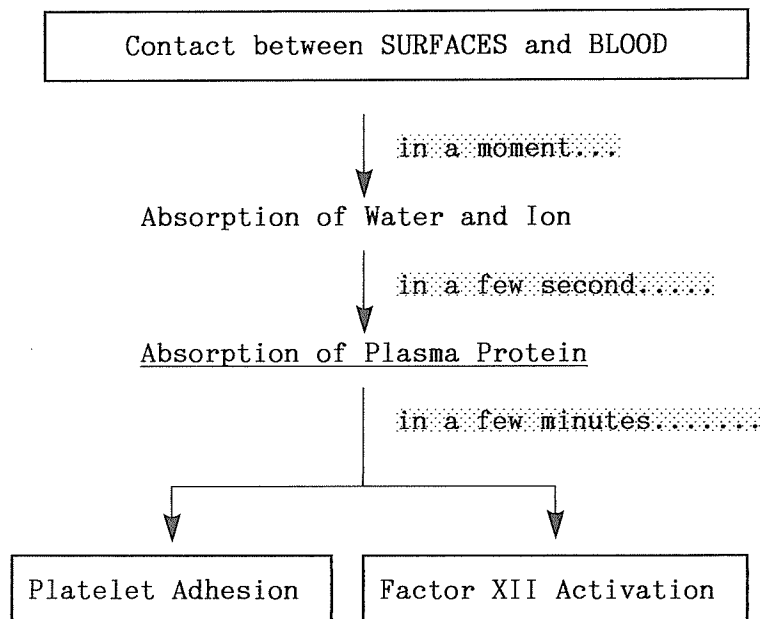 Contact between SURFACES and BLOOD
in a moment...
Absorption of Water and Ion
in a few second.....
Absorption of Plasma Protein
in a few minutes.......
Platelet Adhesion
Factor XII Activation